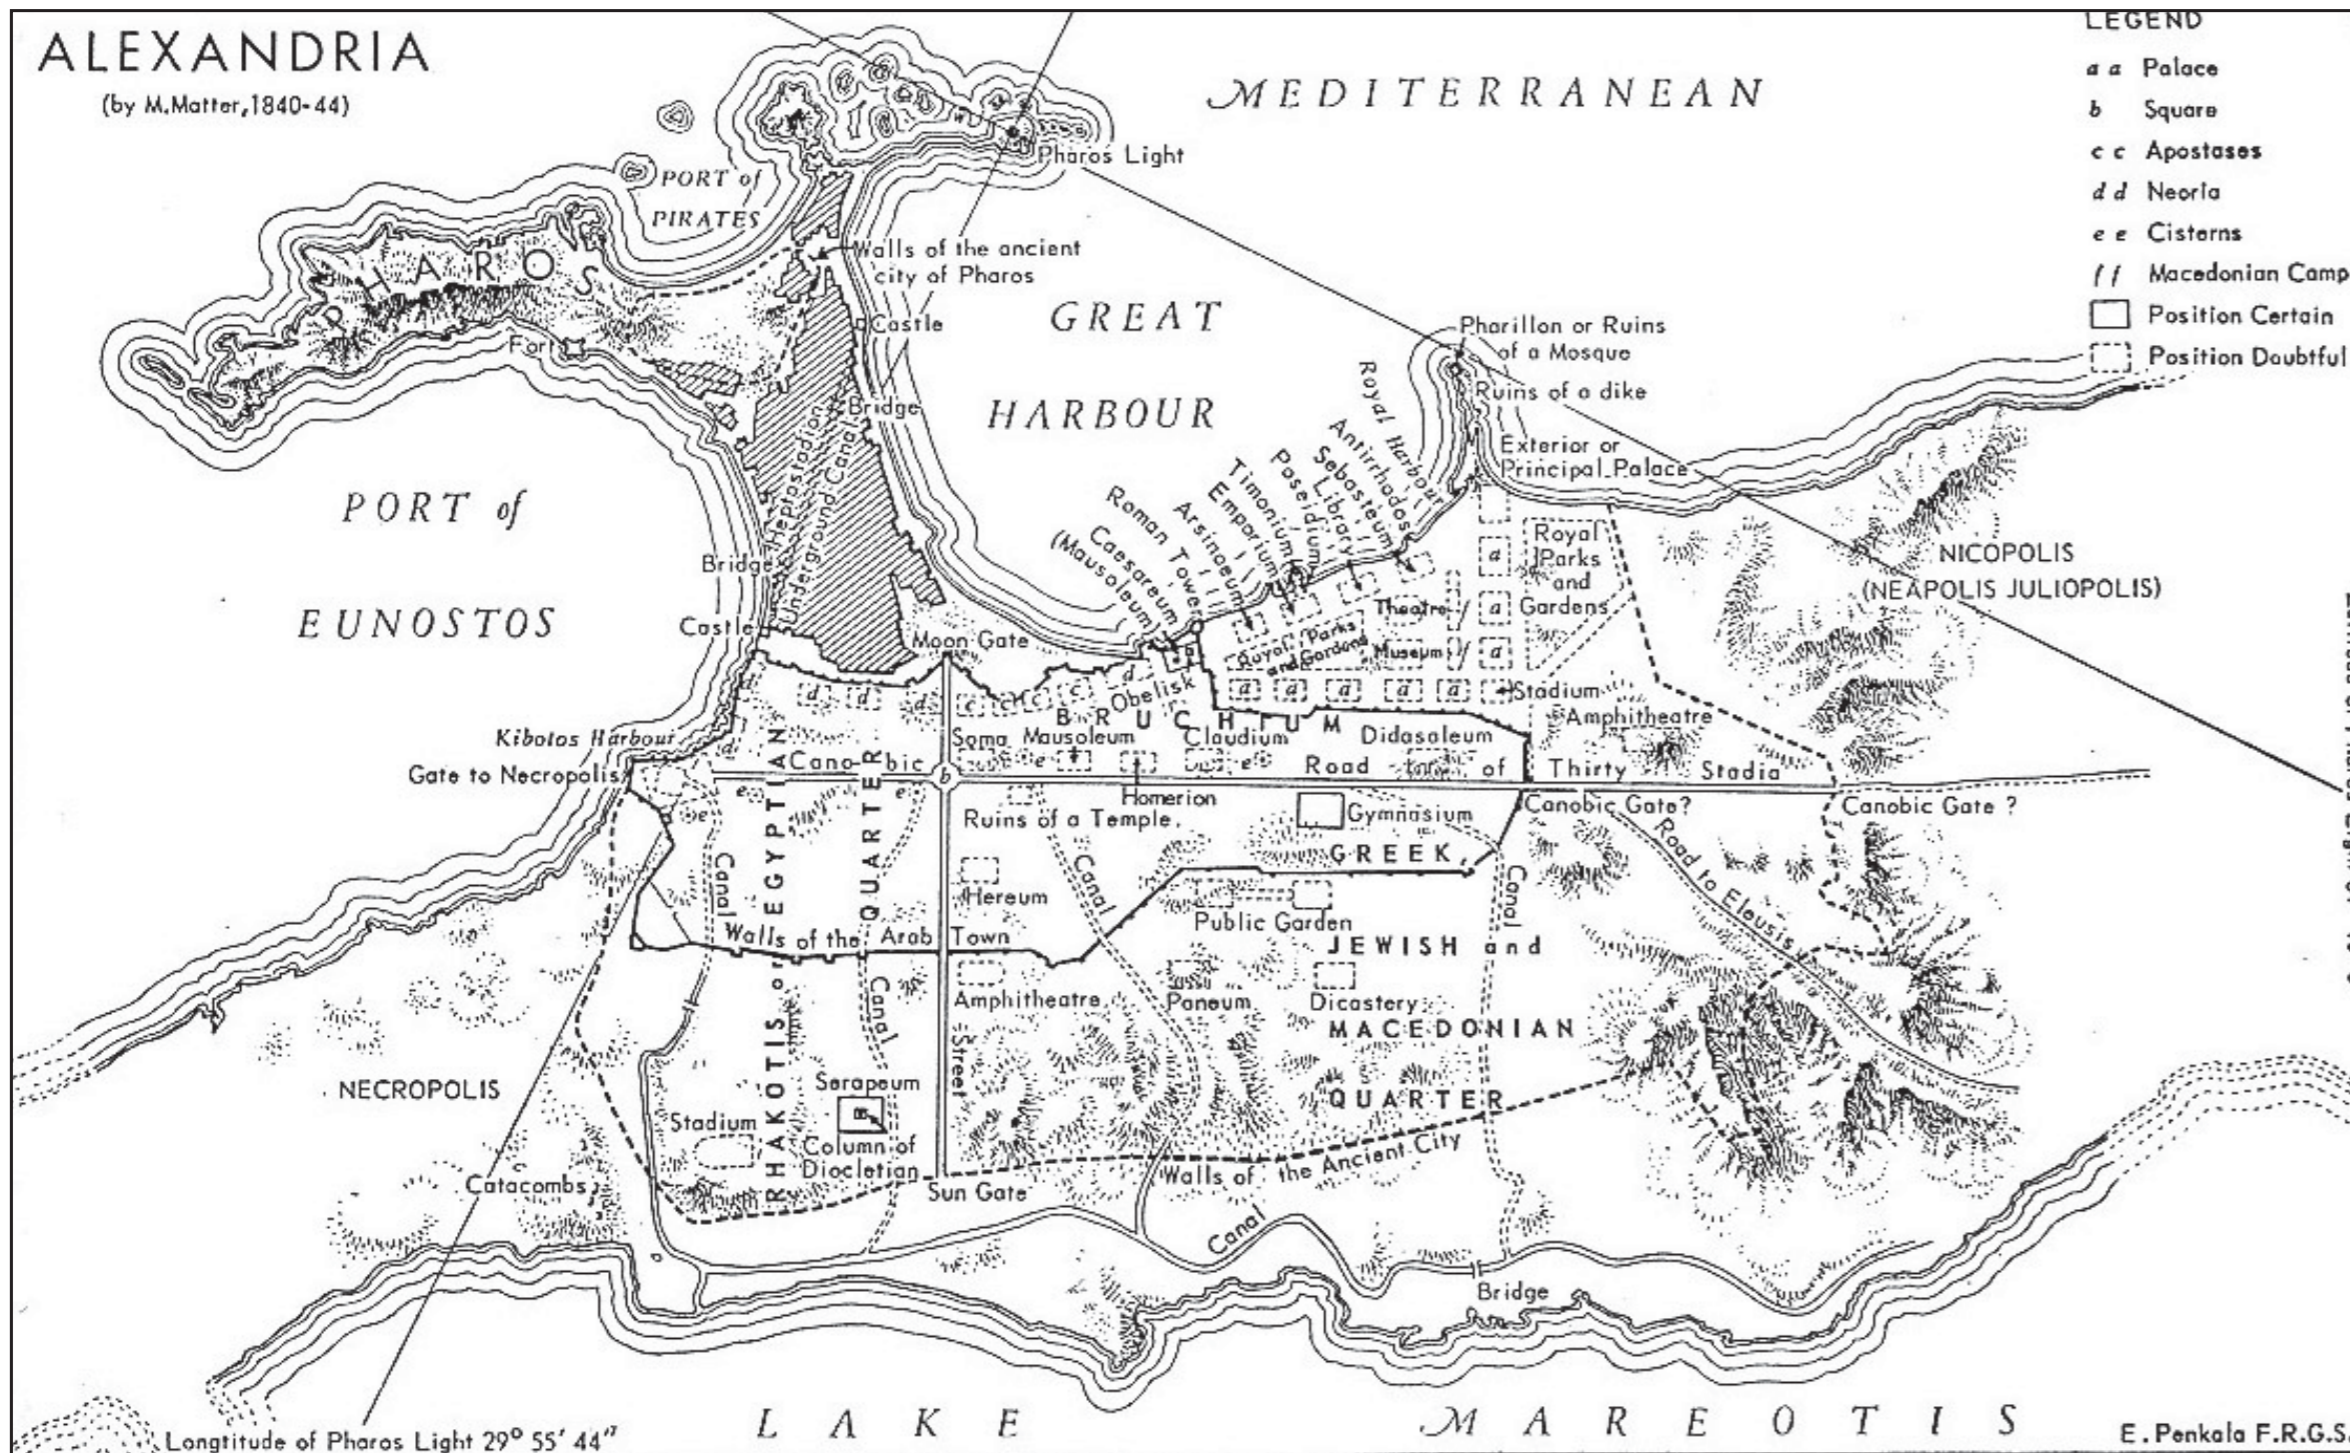 ALEXANDRIA
(by M.Matter,1840-44)
MEDITERRANEAN
LEGEND
a a Palace
b Square
c c Apostases
d d Neoria
e e Cisterns
f f Macedonian Camp
Position Certain
Position Doubtful
Pharos Light
PORT of
PIRATES
PHAROS
Walls of the ancient
city of Pharos
Castle
Fort
GREAT
HARBOUR
Pharillon or Ruins
of a Mosque
Ruins of a dike
Exterior or
Principal Palace
Royal Harbour
Antirrhodos
Sebasteum
Library
Poseidium
Timonium
Emporium
Arsinoeum
Roman Tower
Caesareum
(Mausoleum)
Bridge
Heptastadion
Underground Canal
PORT of
EUNOSTOS
Bridge
Castle
Moon Gate
Royal
Parks
and
Gardens
NICOPOLIS
(NEAPOLIS JULIOPOLIS)
Theatre
f
a
a
Royal Parks
and Gardens
Museum
f
a
a a a a a
Stadium
d d d d
c c c c
d
Obelisk
BRUCHIUM
Amphitheatre
Kibotos Harbour
d
Soma
Mausoleum
Claudium
Didasoleum
Gate to Necropolis
Canobic
b
e
e
Road of Thirty Stadia
e
e
e
Homerion
Ruins of a Temple.
Gymnasium
Canobic Gate?
Canobic Gate ?
GREEK,
Road to Eleusis
Canal
EGYPTIAN
QUARTER
Canal
Canal
Hereum
Public Garden
Walls of the Arab Town
JEWISH and
RHAKOTIS or
Canal
Amphitheatre
Paneum
Dicastery
MACEDONIAN
Street
NECROPOLIS
Serapeum
QUARTER
Stadium
Column of
Diocletian
Walls of the Ancient City
Catacombs
Sun Gate
Canal
Bridge
LAKE MAREOTIS
Longtitude of Pharos Light 29° 55' 44"
E. Penkala F.R.G.S.